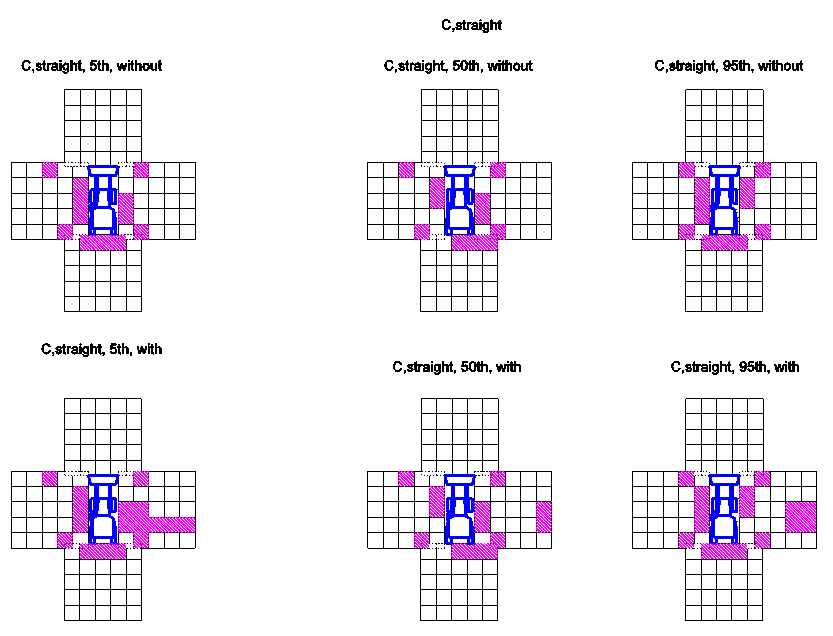 C,straight
C,straight, 5th, without
C,straight, 50th, without
C,straight, 95th, without
C,straight, 5th, with
C,straight, 50th, with
C,straight, 95th, with